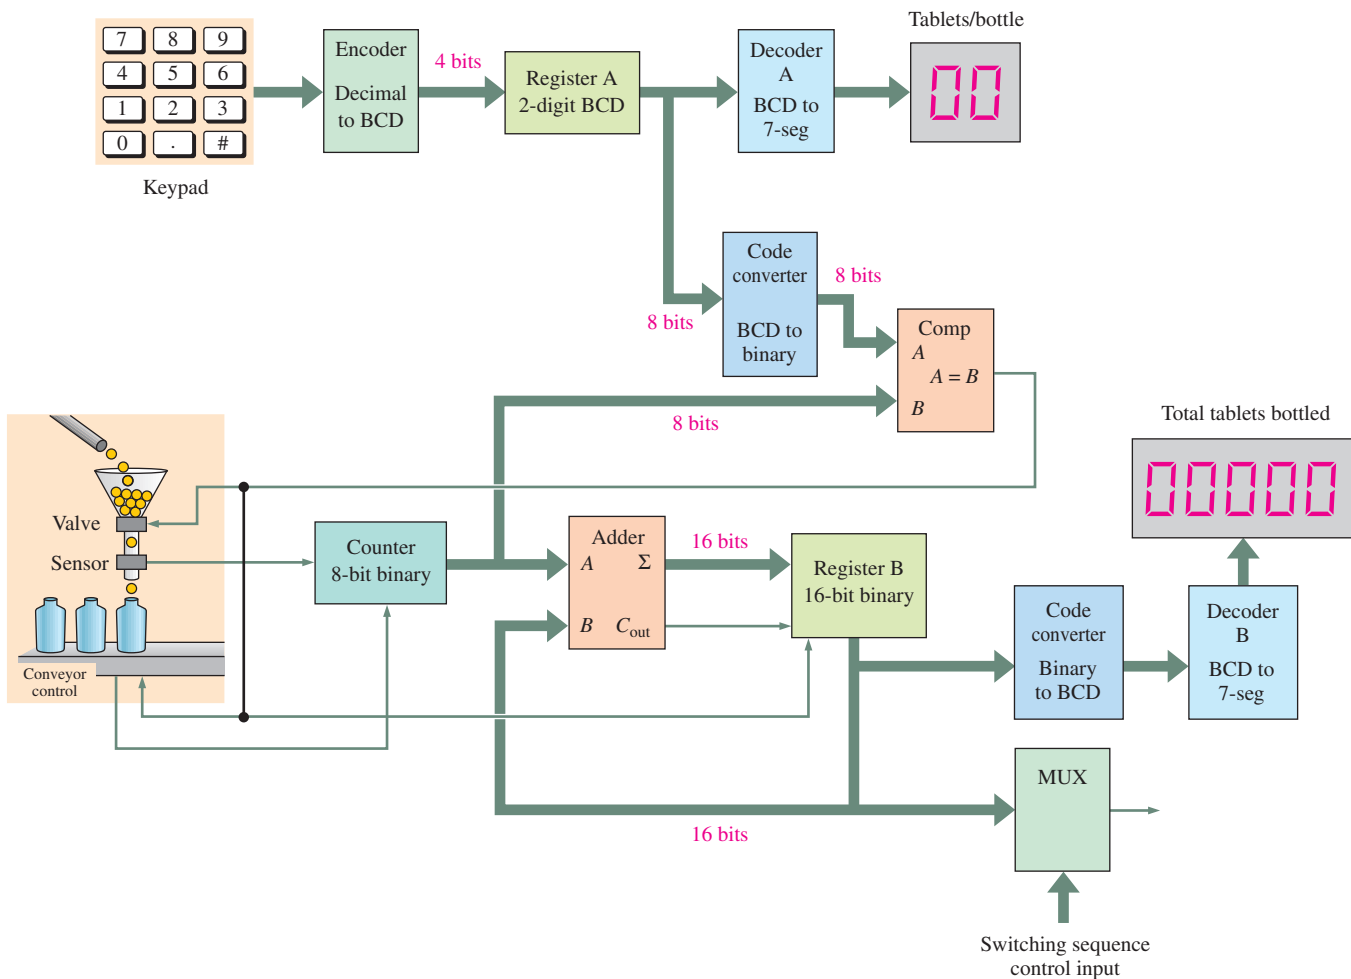 Tablets/bottle
7 8 9
4 5 6
1 2 3
0 . #
Keypad
Encoder
Decimal
to BCD
4 bits
Register A
2-digit BCD
Decoder
A
BCD to
7-seg
00
Code
converter
BCD to
binary
8 bits
8 bits
Comp
A
A = B
B
8 bits
Total tablets bottled
00000
Valve
Sensor
Conveyor
control
Counter
8-bit binary
Adder
A Σ
B Cout
16 bits
Register B
16-bit binary
Code
converter
Binary
to BCD
Decoder
B
BCD to
7-seg
16 bits
MUX
Switching sequence
control input